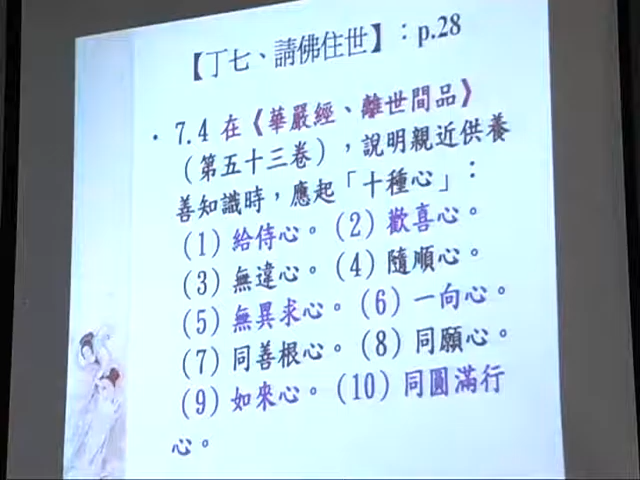 【丁七、請佛住世】：p.28
• 7.4 在《華嚴經、離世間品》
（第五十三卷），說明親近供養
善知識時，應起「十種心」：
(1) 給侍心。(2) 歡喜心。
(3) 無違心。(4) 隨順心。
(5) 無異求心。(6) 一向心。
(7) 同善根心。(8) 同願心。
(9) 如來心。(10) 同圓滿行
心。